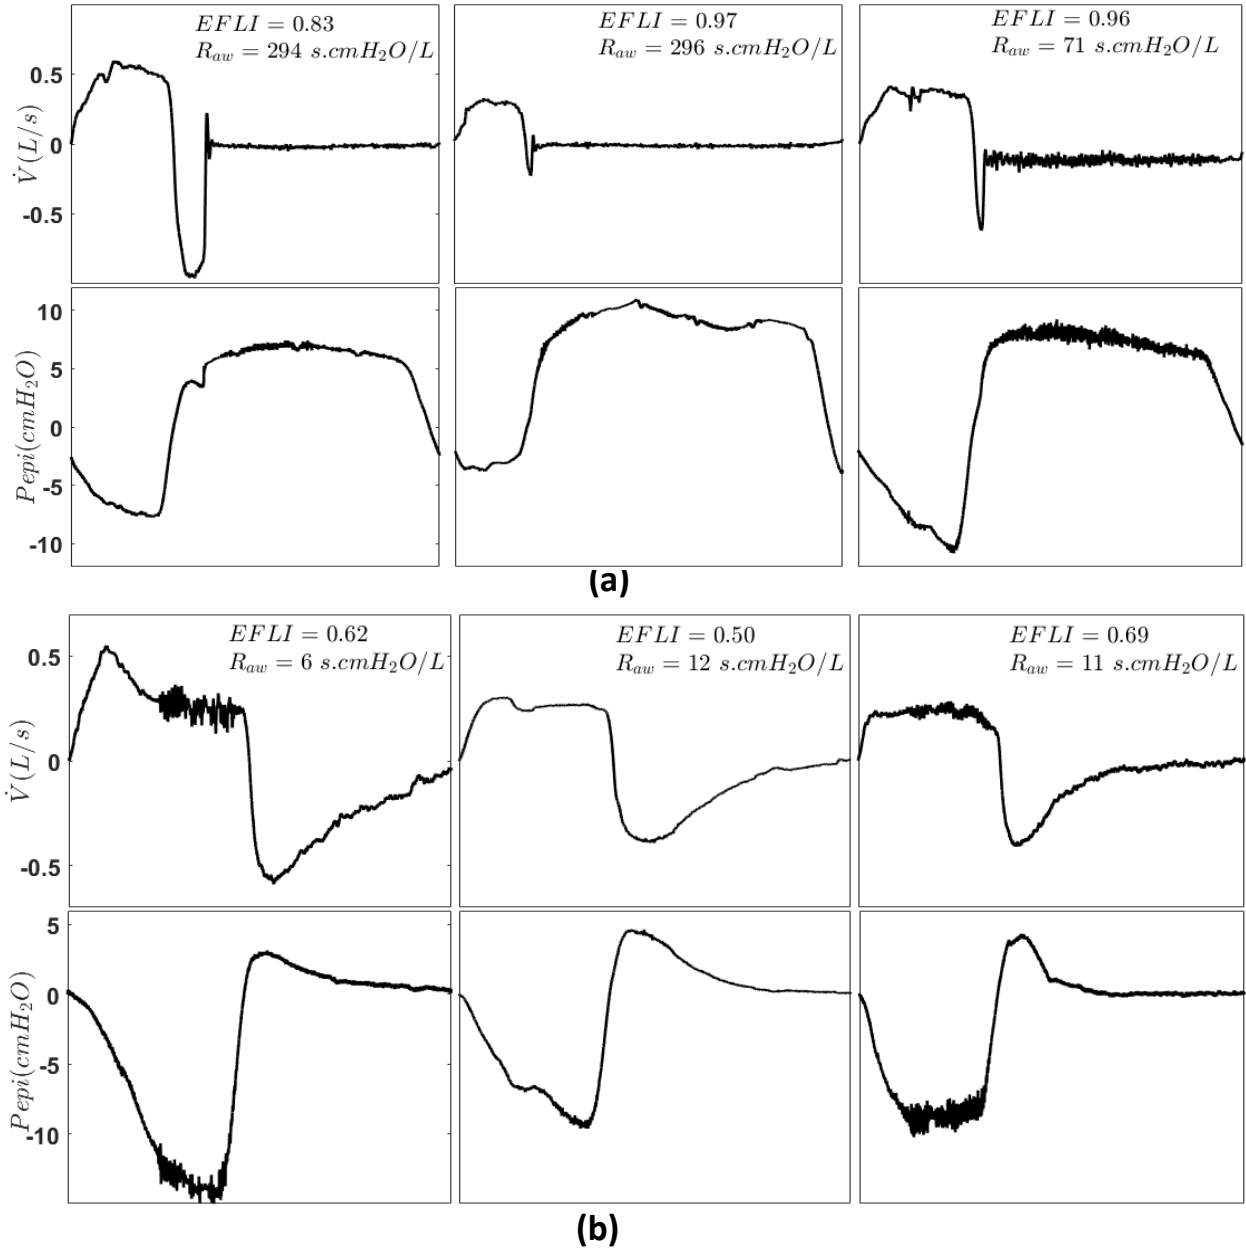 EFLI = 0.83
R_aw = 294 s.cmH₂O/L
EFLI = 0.97
R_aw = 296 s.cmH₂O/L
EFLI = 0.96
R_aw = 71 s.cmH₂O/L
V̇(L/s)
0.5
0
-0.5
Pepi(cmH₂O)
10
5
0
-5
-10
(a)
EFLI = 0.62
R_aw = 6 s.cmH₂O/L
EFLI = 0.50
R_aw = 12 s.cmH₂O/L
EFLI = 0.69
R_aw = 11 s.cmH₂O/L
V̇(L/s)
0.5
0
-0.5
Pepi(cmH₂O)
5
0
-5
-10
(b)